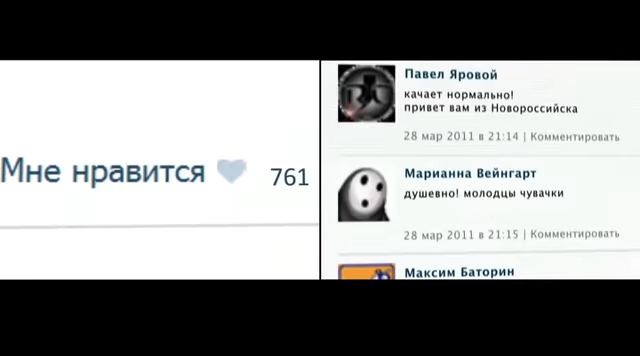 Мне нравится 761
Павел Яровой
качает нормально!
привет вам из Новороссийска
28 мар 2011 в 21:14 | Комментировать
Марианна Вейнгарт
душевно! молодцы чувачки
28 мар 2011 в 21:15 | Комментировать
Максим Баторин